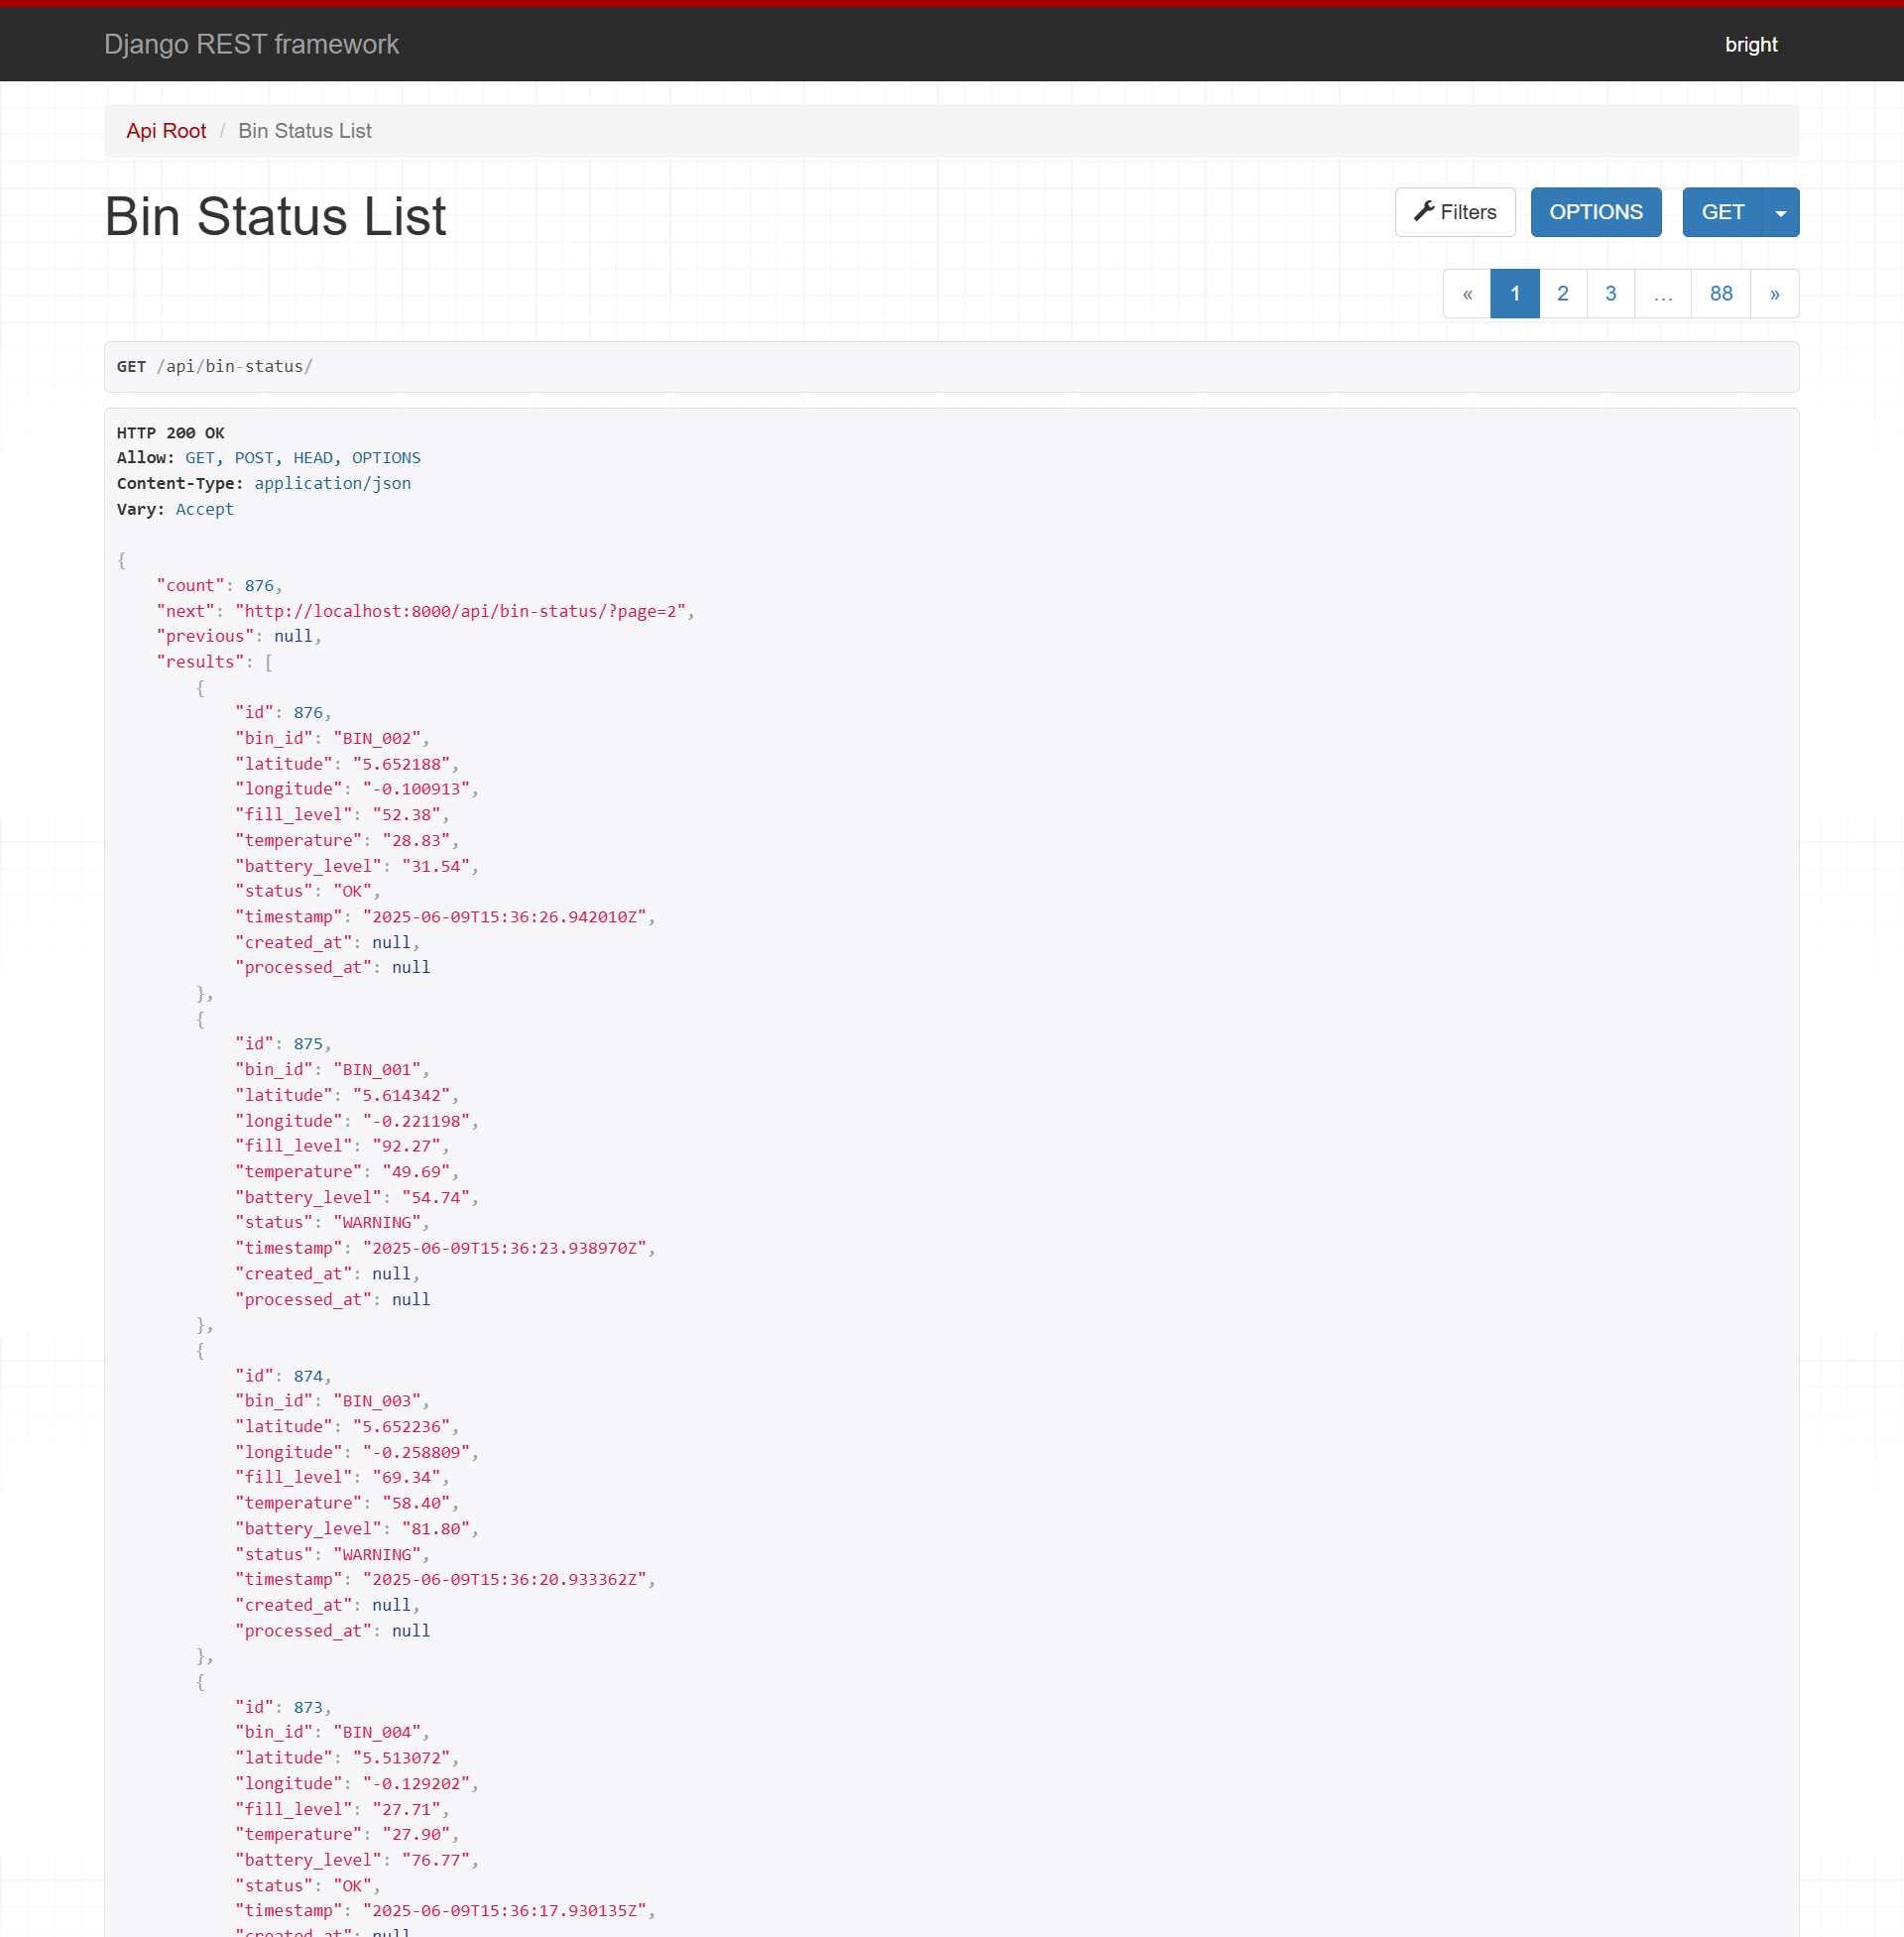 Django REST framework
bright
Api Root / Bin Status List
Bin Status List
Filters
OPTIONS
GET
« 1 2 3 … 88 »
GET /api/bin-status/
HTTP 200 OK
Allow: GET, POST, HEAD, OPTIONS
Content-Type: application/json
Vary: Accept
{
    "count": 876,
    "next": "http://localhost:8000/api/bin-status/?page=2",
    "previous": null,
    "results": [
        {
            "id": 876,
            "bin_id": "BIN_002",
            "latitude": "5.652188",
            "longitude": "-0.100913",
            "fill_level": "52.38",
            "temperature": "28.83",
            "battery_level": "31.54",
            "status": "OK",
            "timestamp": "2025-06-09T15:36:26.942010Z",
            "created_at": null,
            "processed_at": null
        },
        {
            "id": 875,
            "bin_id": "BIN_001",
            "latitude": "5.614342",
            "longitude": "-0.221198",
            "fill_level": "92.27",
            "temperature": "49.69",
            "battery_level": "54.74",
            "status": "WARNING",
            "timestamp": "2025-06-09T15:36:23.938970Z",
            "created_at": null,
            "processed_at": null
        },
        {
            "id": 874,
            "bin_id": "BIN_003",
            "latitude": "5.652236",
            "longitude": "-0.258809",
            "fill_level": "69.34",
            "temperature": "58.40",
            "battery_level": "81.80",
            "status": "WARNING",
            "timestamp": "2025-06-09T15:36:20.933362Z",
            "created_at": null,
            "processed_at": null
        },
        {
            "id": 873,
            "bin_id": "BIN_004",
            "latitude": "5.513072",
            "longitude": "-0.129202",
            "fill_level": "27.71",
            "temperature": "27.90",
            "battery_level": "76.77",
            "status": "OK",
            "timestamp": "2025-06-09T15:36:17.930135Z",
            "created_at": null